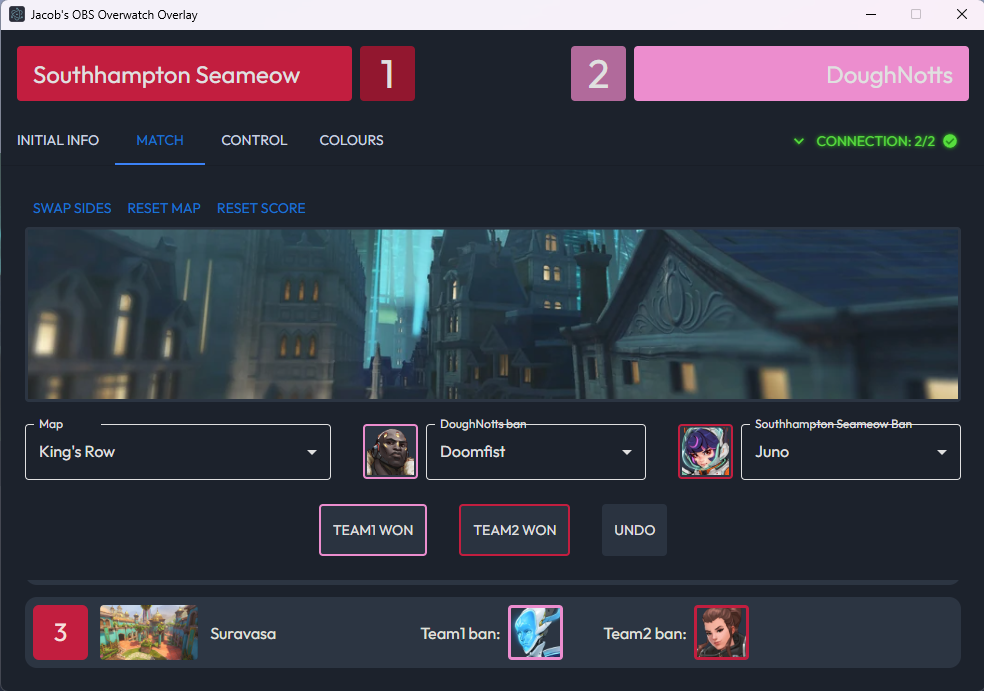 Jacob's OBS Overwatch Overlay
Southhampton Seameow 1 2 DoughNotts
INITIAL INFO MATCH CONTROL COLOURS CONNECTION: 2/2
SWAP SIDES RESET MAP RESET SCORE
Map DoughNotts ban Southhampton Seameow Ban
King's Row Doomfist Juno
TEAM1 WON TEAM2 WON UNDO
3 Suravasa Team1 ban: Team2 ban: